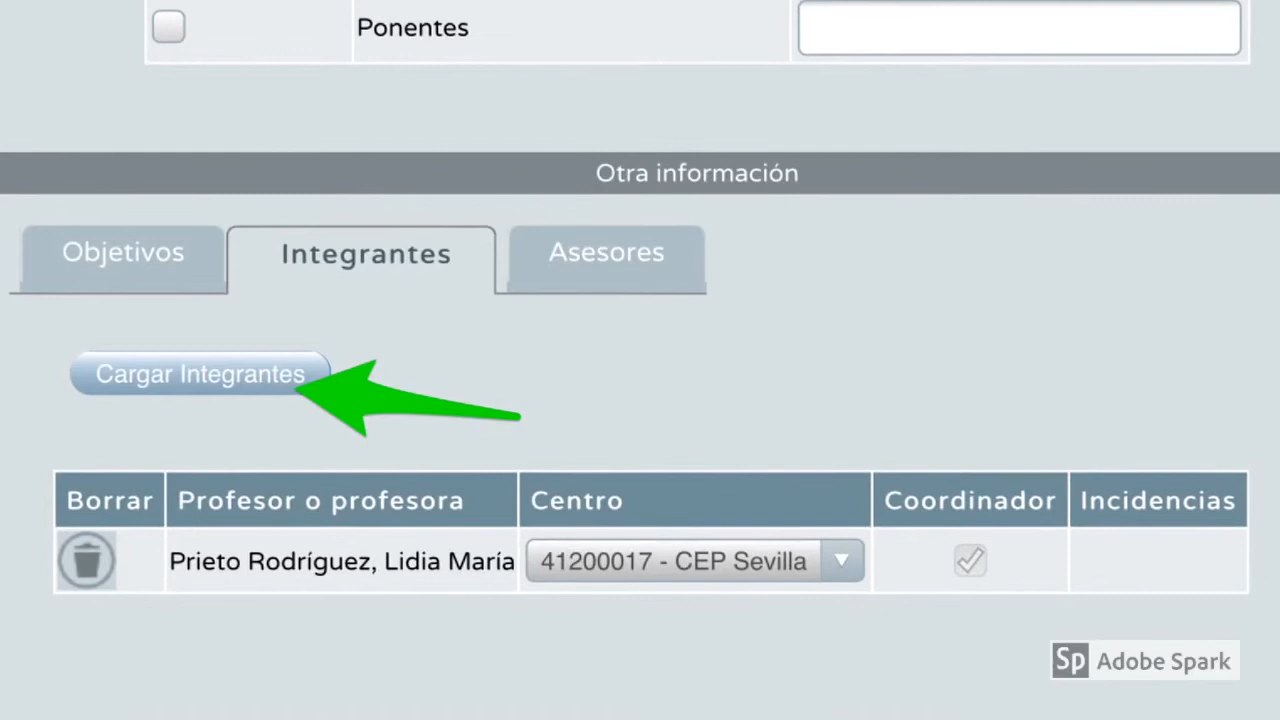 Ponentes
Otra información
Objetivos
Integrantes
Asesores
Cargar Integrantes
Borrar
Profesor o profesora
Centro
Coordinador
Incidencias
Prieto Rodríguez, Lidia María
41200017 - CEP Sevilla
Sp Adobe Spark